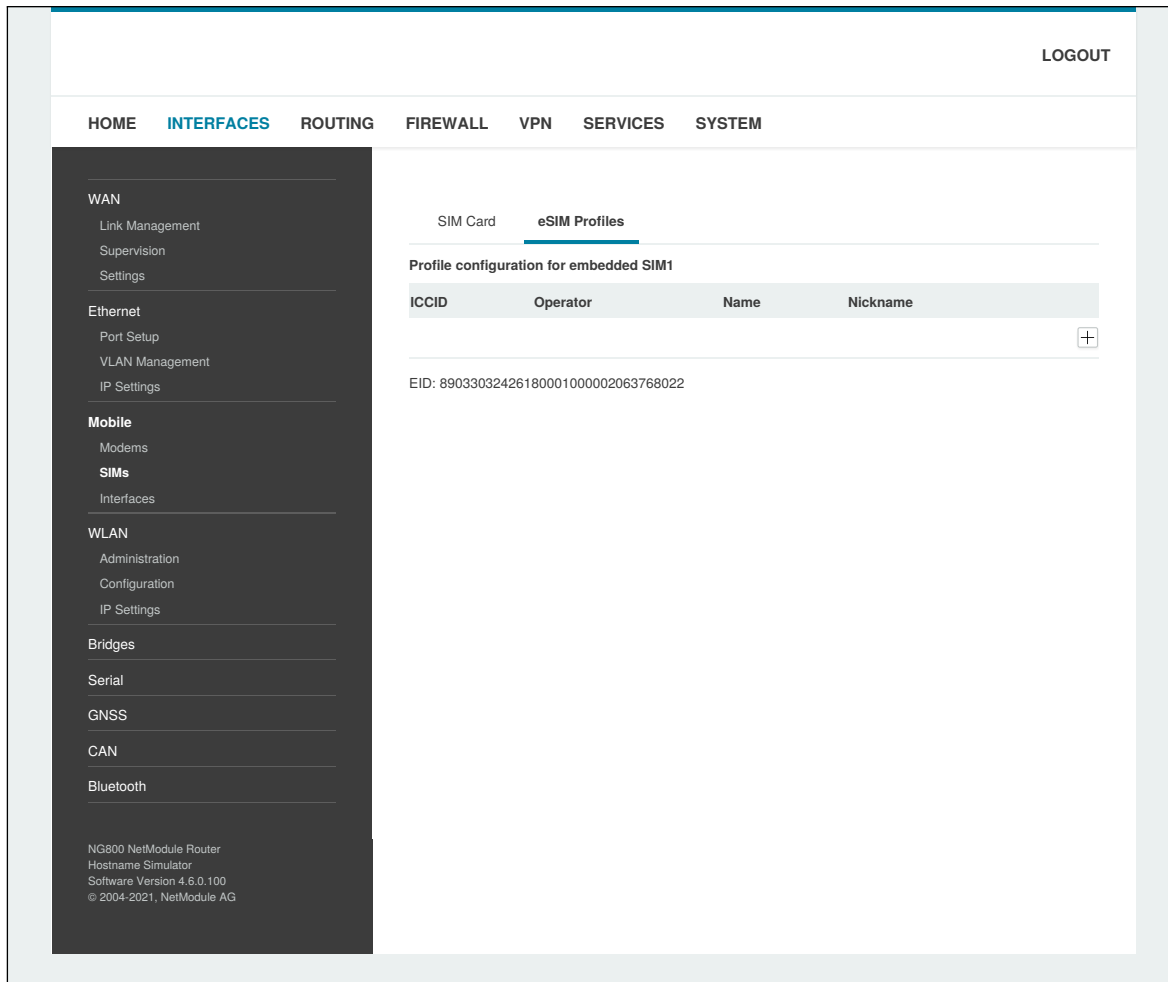 LOGOUT
HOME INTERFACES ROUTING FIREWALL VPN SERVICES SYSTEM
WAN
Link Management
Supervision
Settings
Ethernet
Port Setup
VLAN Management
IP Settings
Mobile
Modems
SIMs
Interfaces
WLAN
Administration
Configuration
IP Settings
Bridges
Serial
GNSS
CAN
Bluetooth
NG800 NetModule Router
Hostname Simulator
Software Version 4.6.0.100
© 2004-2021, NetModule AG
SIM Card eSIM Profiles
Profile configuration for embedded SIM1
ICCID Operator Name Nickname
EID: 89033032426180001000002063768022